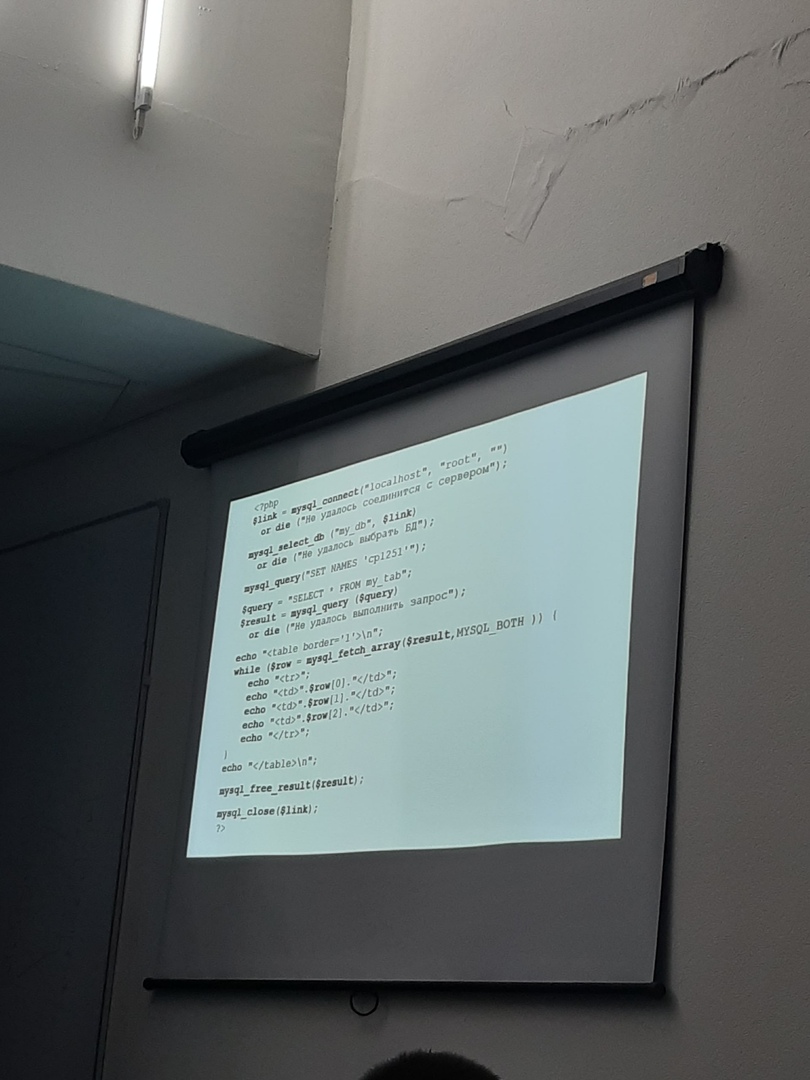 <?php
$link = mysql_connect("localhost", "root", "")
or die ("Не удалось соединится с сервером");
mysql_select_db ("my_db", $link)
or die ("Не удалось выбрать БД");
mysql_query("SET NAMES 'cp1251'");
$query = "SELECT * FROM my_tab";
$result = mysql_query ($query)
or die ("Не удалось выполнить запрос");
echo "<table border='1'>\n";
while ($row = mysql_fetch_array($result,MYSQL_BOTH )) {
echo "<tr>";
echo "<td>".$row[0]."</td>";
echo "<td>".$row[1]."</td>";
echo "<td>".$row[2]."</td>";
echo "</tr>";
}
echo "</table>\n";
mysql_free_result($result);
mysql_close($link);
?>